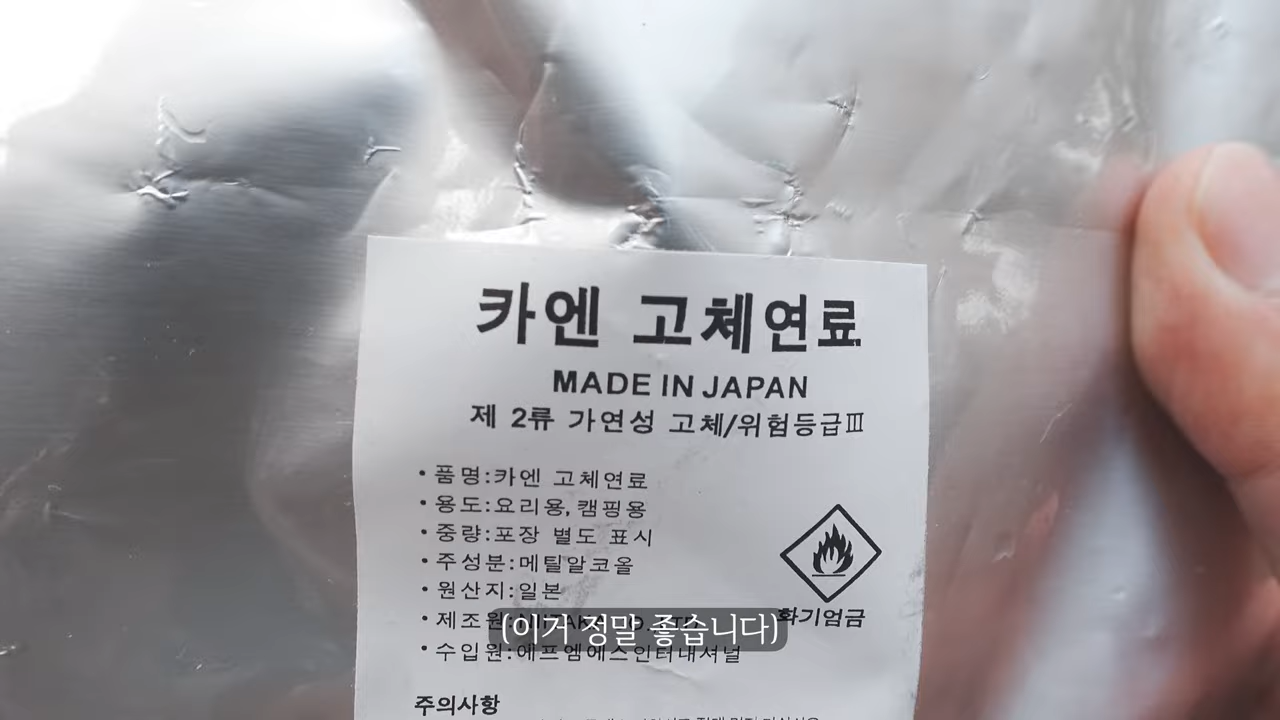 카엔 고체연료
MADE IN JAPAN
제 2류 가연성 고체/위험등급Ⅲ
• 품명:카엔 고체연료
• 용도:요리용, 캠핑용
• 중량:포장 별도 표시
• 주성분:메틸알코올
• 원산지:일본
• 제조원:
화기엄금
(이거 정말 좋습니다)
• 수입원:에프엠에스인터내셔널
주의사항